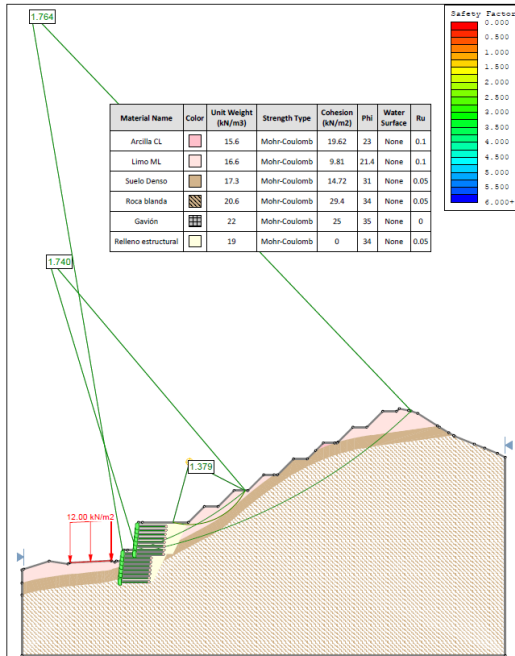 1.764
Safety Factor
0.000
0.500
1.000
1.500
2.000
2.500
3.000
3.500
4.000
4.500
5.000
5.500
6.000+
Material Name Color Unit Weight (kN/m3) Strength Type Cohesion (kN/m2) Phi Water Surface Ru
Arcilla CL 15.6 Mohr-Coulomb 19.62 23 None 0.1
Limo ML 16.6 Mohr-Coulomb 9.81 21.4 None 0.1
Suelo Denso 17.3 Mohr-Coulomb 14.72 31 None 0.05
Roca blanda 20.6 Mohr-Coulomb 29.4 34 None 0.05
Gavión 22 Mohr-Coulomb 25 35 None 0
Relleno estructural 19 Mohr-Coulomb 0 34 None 0.05
1.740
1.379
12.00 kN/m2